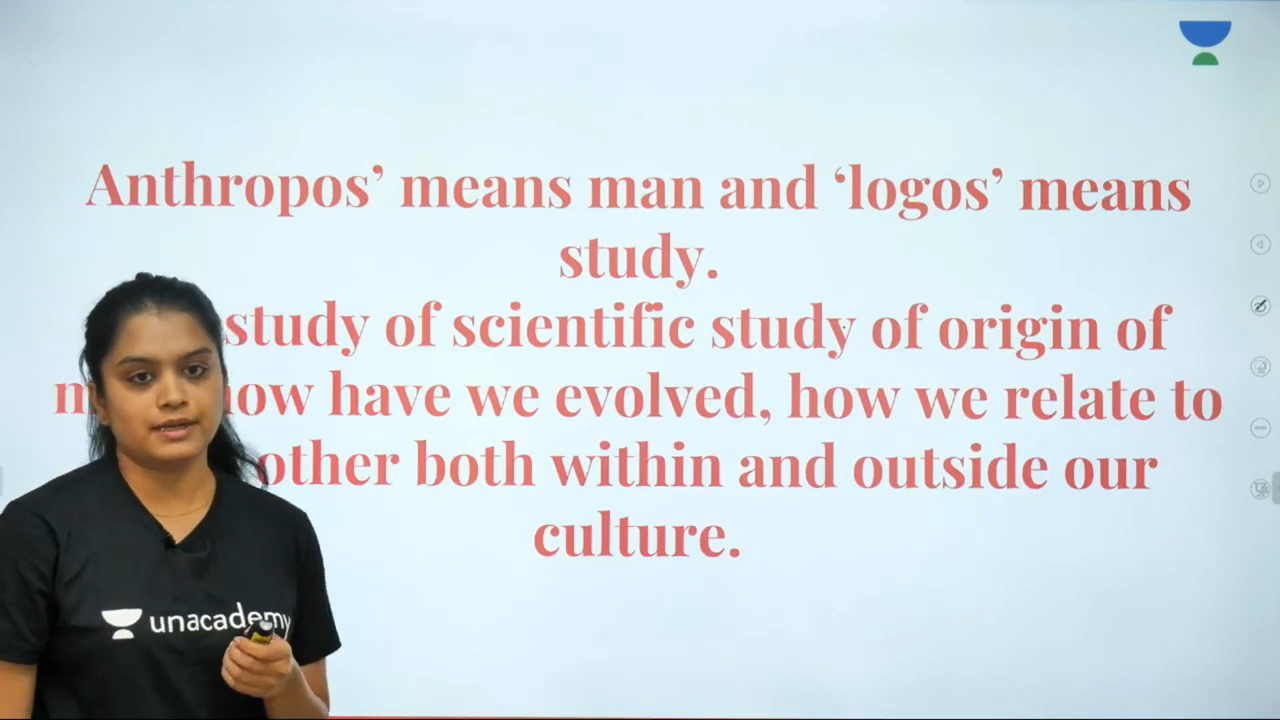 Anthropos’ means man and ‘logos’ means
study.
study of scientific study of origin of
have we evolved, how we relate to
other both within and outside our
culture.
unacademy